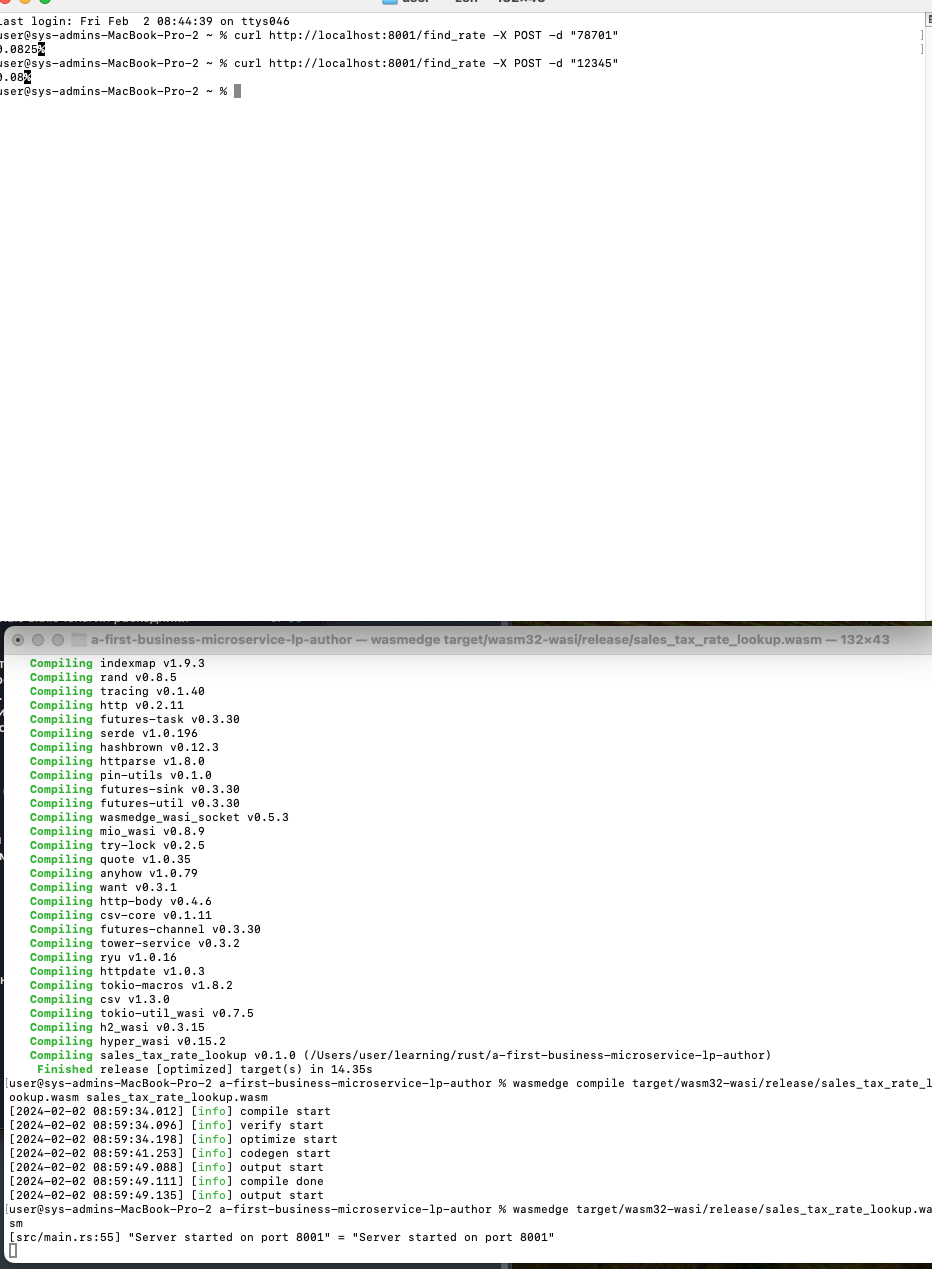 Last login: Fri Feb  2 08:44:39 on ttys046
user@sys-admins-MacBook-Pro-2 ~ % curl http://localhost:8001/find_rate -X POST -d "78701"
0.0825%
user@sys-admins-MacBook-Pro-2 ~ % curl http://localhost:8001/find_rate -X POST -d "12345"
0.08%
user@sys-admins-MacBook-Pro-2 ~ %
a-first-business-microservice-lp-author — wasmedge target/wasm32-wasi/release/sales_tax_rate_lookup.wasm — 132×43
Compiling indexmap v1.9.3
Compiling rand v0.8.5
Compiling tracing v0.1.40
Compiling http v0.2.11
Compiling futures-task v0.3.30
Compiling serde v1.0.196
Compiling hashbrown v0.12.3
Compiling httparse v1.8.0
Compiling pin-utils v0.1.0
Compiling futures-sink v0.3.30
Compiling futures-util v0.3.30
Compiling wasmedge_wasi_socket v0.5.3
Compiling mio_wasi v0.8.9
Compiling try-lock v0.2.5
Compiling quote v1.0.35
Compiling anyhow v1.0.79
Compiling want v0.3.1
Compiling http-body v0.4.6
Compiling csv-core v0.1.11
Compiling futures-channel v0.3.30
Compiling tower-service v0.3.2
Compiling ryu v1.0.16
Compiling httpdate v1.0.3
Compiling tokio-macros v1.8.2
Compiling csv v1.3.0
Compiling tokio-util_wasi v0.7.5
Compiling h2_wasi v0.3.15
Compiling hyper_wasi v0.15.2
Compiling sales_tax_rate_lookup v0.1.0 (/Users/user/learning/rust/a-first-business-microservice-lp-author)
Finished release [optimized] target(s) in 14.35s
[user@sys-admins-MacBook-Pro-2 a-first-business-microservice-lp-author % wasmedge compile target/wasm32-wasi/release/sales_tax_rate_l
ookup.wasm sales_tax_rate_lookup.wasm
[2024-02-02 08:59:34.012] [info] compile start
[2024-02-02 08:59:34.096] [info] verify start
[2024-02-02 08:59:34.198] [info] optimize start
[2024-02-02 08:59:41.253] [info] codegen start
[2024-02-02 08:59:49.088] [info] output start
[2024-02-02 08:59:49.111] [info] compile done
[2024-02-02 08:59:49.135] [info] output start
[user@sys-admins-MacBook-Pro-2 a-first-business-microservice-lp-author % wasmedge target/wasm32-wasi/release/sales_tax_rate_lookup.wa
sm
[src/main.rs:55] "Server started on port 8001" = "Server started on port 8001"